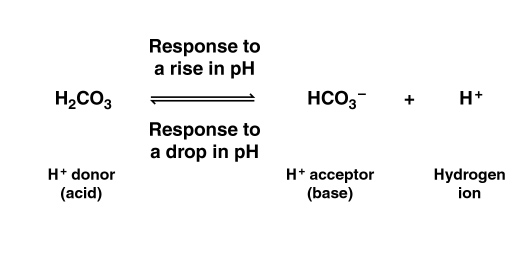 Response to
a rise in pH
H₂CO₃
HCO₃⁻ + H⁺
Response to
a drop in pH
H⁺ donor
(acid)
H⁺ acceptor
(base)
Hydrogen
ion